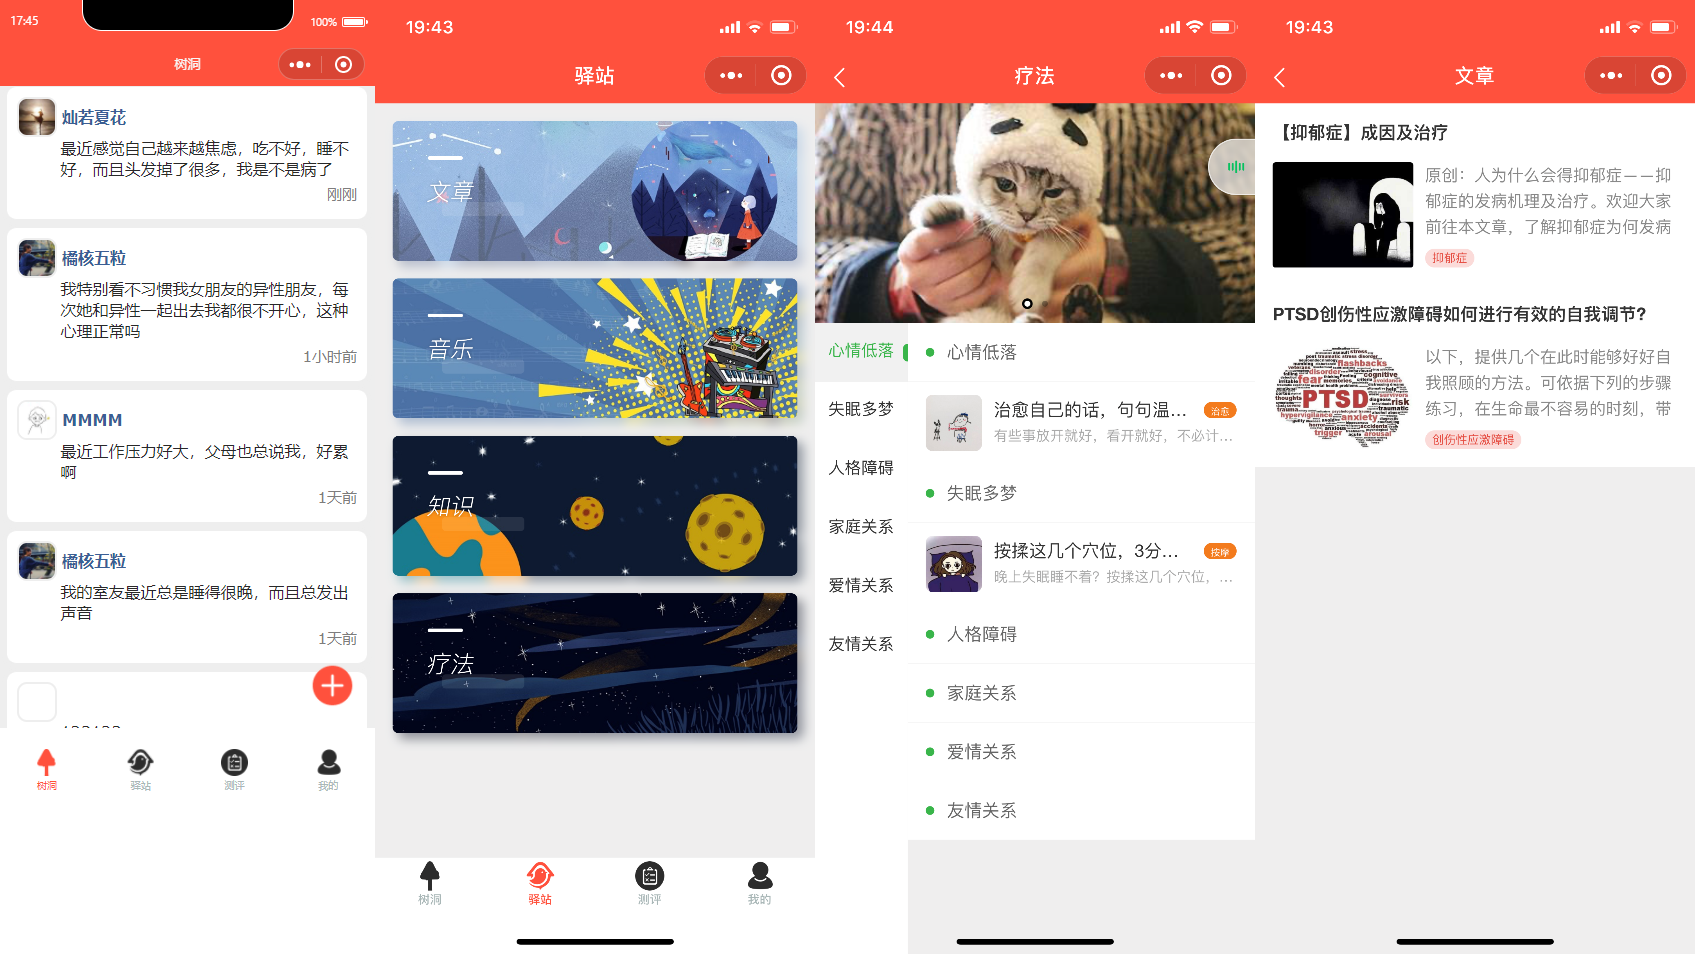 17:45
100%
树洞
灿若夏花
最近感觉自己越来越焦虑，吃不好，睡不
好，而且头发掉了很多，我是不是病了
刚刚
橘核五粒
我特别看不习惯我女朋友的异性朋友，每
次她和异性一起出去我都很不开心，这种
心理正常吗
1小时前
MMMM
最近工作压力好大，父母也总说我，好累
啊
1天前
橘核五粒
我的室友最近总是睡得很晚，而且总发出
声音
1天前
树洞
驿站
测评
我的
19:43
驿站
文章
音乐
知识
疗法
树洞
驿站
测评
我的
19:44
疗法
心情低落
失眠多梦
人格障碍
家庭关系
爱情关系
友情关系
心情低落
治愈自己的话，句句温...
治愈
有些事放开就好，看开就好，不必计...
失眠多梦
按揉这几个穴位，3分...
按摩
晚上失眠睡不着？按揉这几个穴位，...
人格障碍
家庭关系
爱情关系
友情关系
19:43
文章
【抑郁症】成因及治疗
原创：人为什么会得抑郁症——抑
郁症的发病机理及治疗。欢迎大家
前往本文章，了解抑郁症为何发病
抑郁症
PTSD创伤性应激障碍如何进行有效的自我调节?
flashbacks
disorder
fear
memories
cognitive
PTSD
anxiety
hypervigilance
trigger
arousal
traumatic
risk
survivors
thoughts
以下，提供几个在此时能够好好自
我照顾的方法。可依据下列的步骤
练习，在生命最不容易的时刻，带
创伤性应激障碍